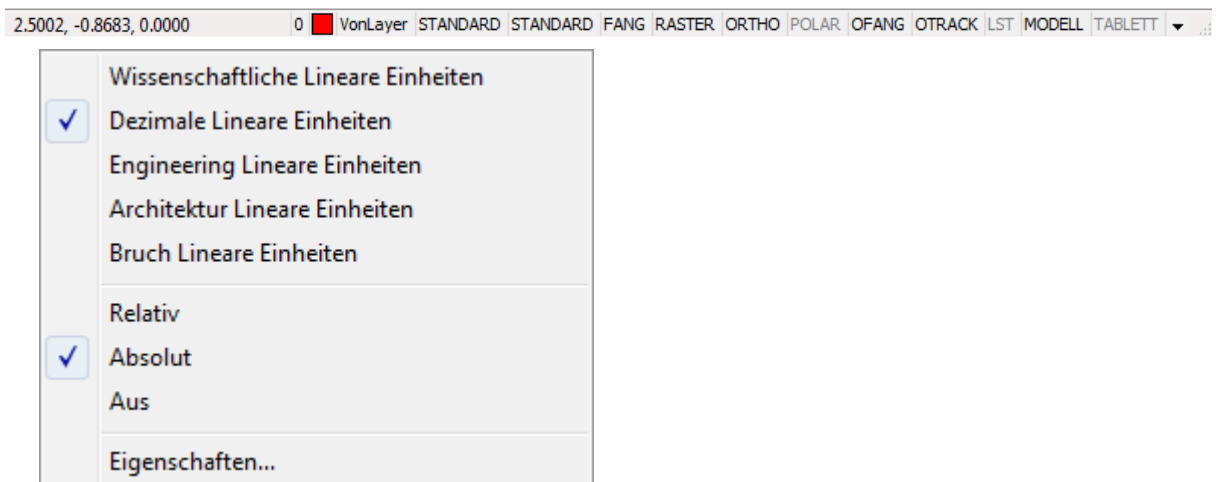 2.5002, -0.8683, 0.0000 0 VonLayer STANDARD STANDARD FANG RASTER ORTHO POLAR OFANG OTRACK LST MODELL TABLETT
Wissenschaftliche Lineare Einheiten
Dezimale Lineare Einheiten
Engineering Lineare Einheiten
Architektur Lineare Einheiten
Bruch Lineare Einheiten
Relativ
Absolut
Aus
Eigenschaften...